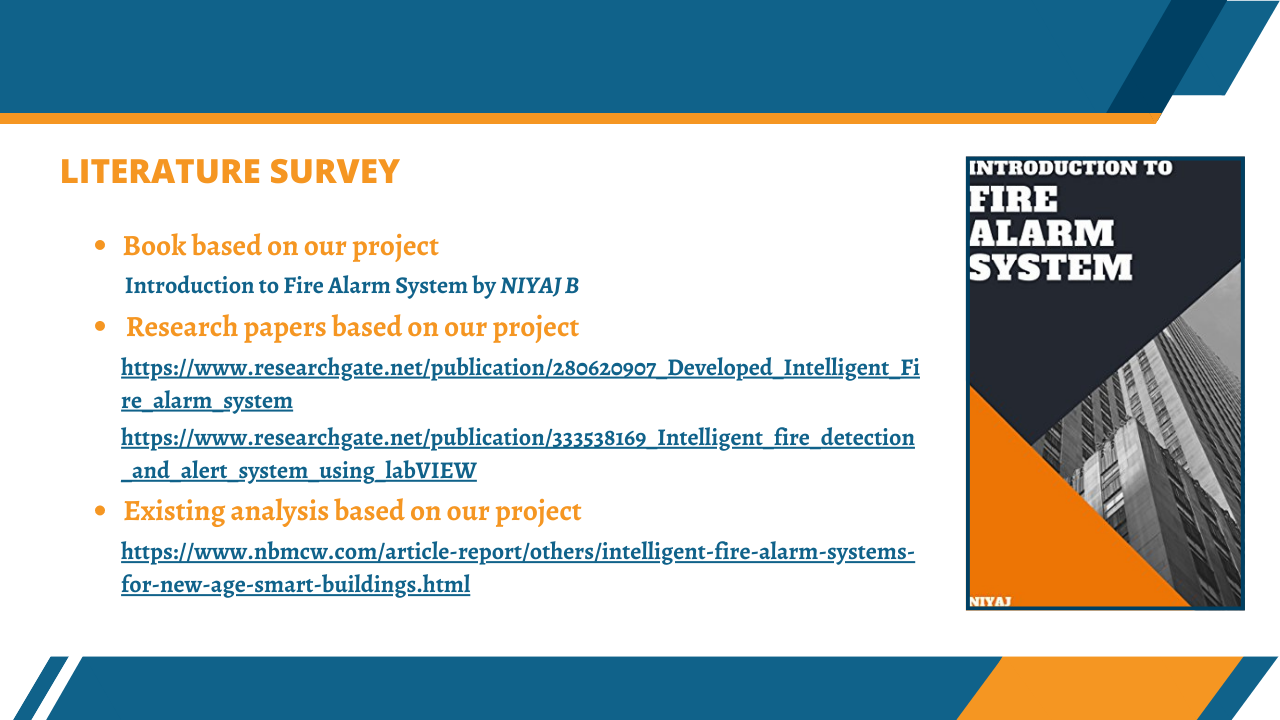 LITERATURE SURVEY
Book based on our project
Introduction to Fire Alarm System by NIYAJ B
Research papers based on our project
https://www.researchgate.net/publication/280620907_Developed_Intelligent_Fi
re_alarm_system
https://www.researchgate.net/publication/333538169_Intelligent_fire_detection
_and_alert_system_using_labVIEW
Existing analysis based on our project
https://www.nbmcw.com/article-report/others/intelligent-fire-alarm-systems-
for-new-age-smart-buildings.html
INTRODUCTION TO
FIRE
ALARM
SYSTEM
NIYAJ